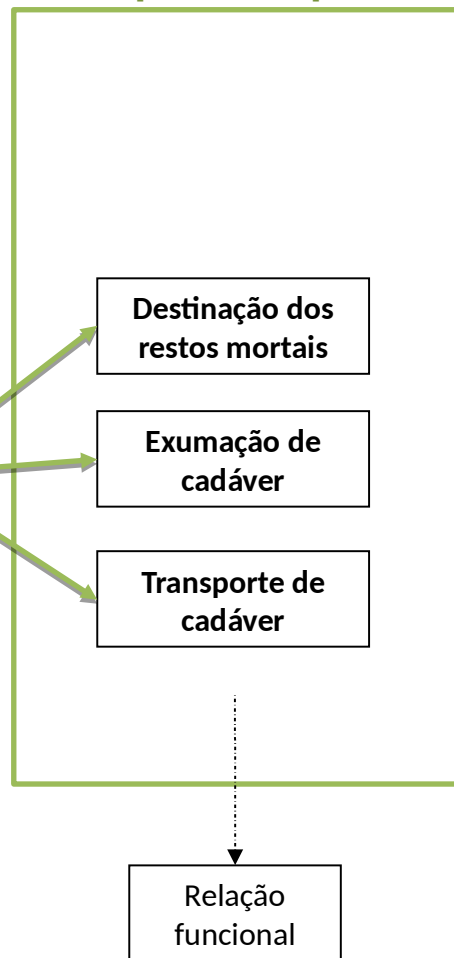 Destinação dos
restos mortais
Exumação de
cadáver
Transporte de
cadáver
Relação
funcional